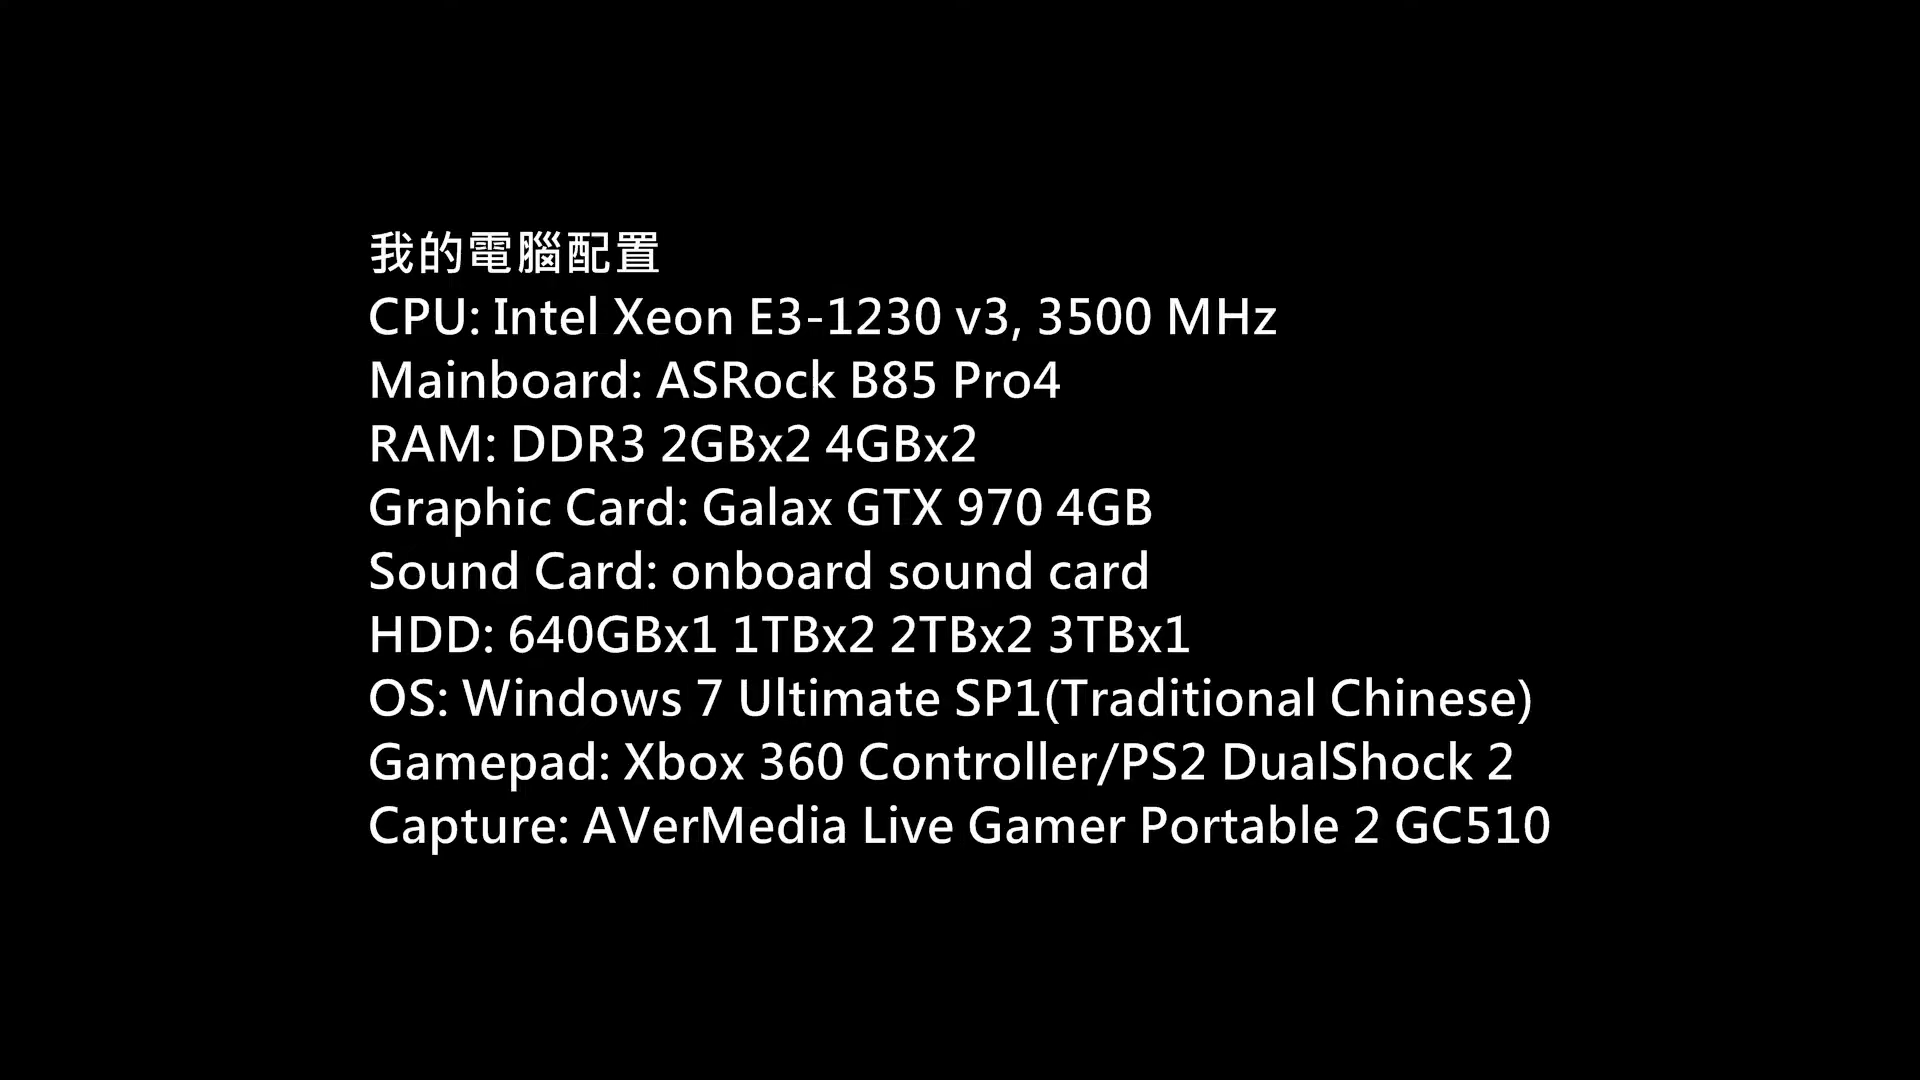 我的電腦配置
CPU: Intel Xeon E3-1230 v3, 3500 MHz
Mainboard: ASRock B85 Pro4
RAM: DDR3 2GBx2 4GBx2
Graphic Card: Galax GTX 970 4GB
Sound Card: onboard sound card
HDD: 640GBx1 1TBx2 2TBx2 3TBx1
OS: Windows 7 Ultimate SP1(Traditional Chinese)
Gamepad: Xbox 360 Controller/PS2 DualShock 2
Capture: AVerMedia Live Gamer Portable 2 GC510